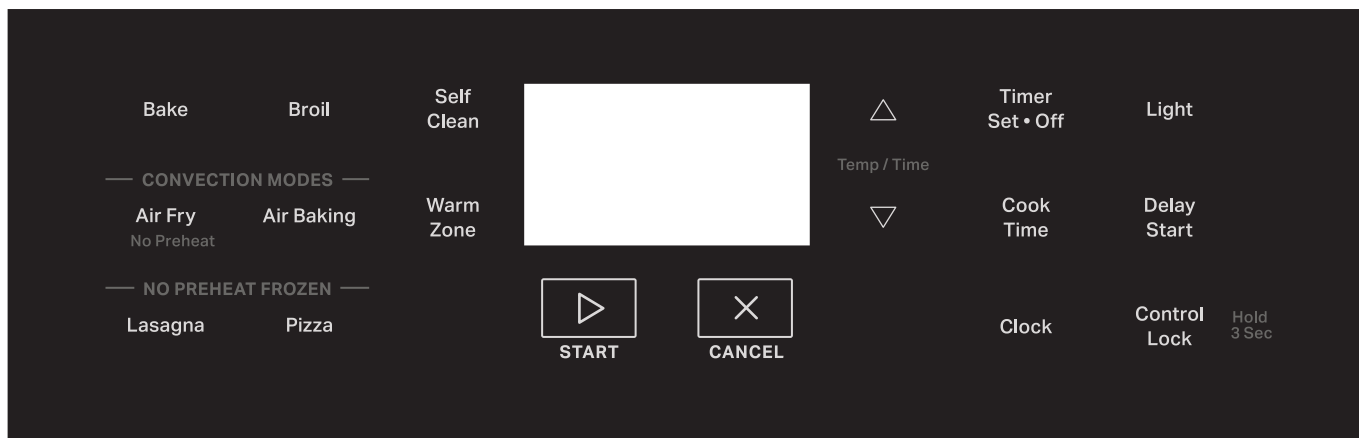 Bake
Broil
Self
Clean
CONVECTION MODES
Air Fry
No Preheat
Air Baking
Warm
Zone
NO PREHEAT FROZEN
Lasagna
Pizza
START
CANCEL
Temp / Time
Timer
Set • Off
Light
Cook
Time
Delay
Start
Clock
Control
Lock
Hold
3 Sec